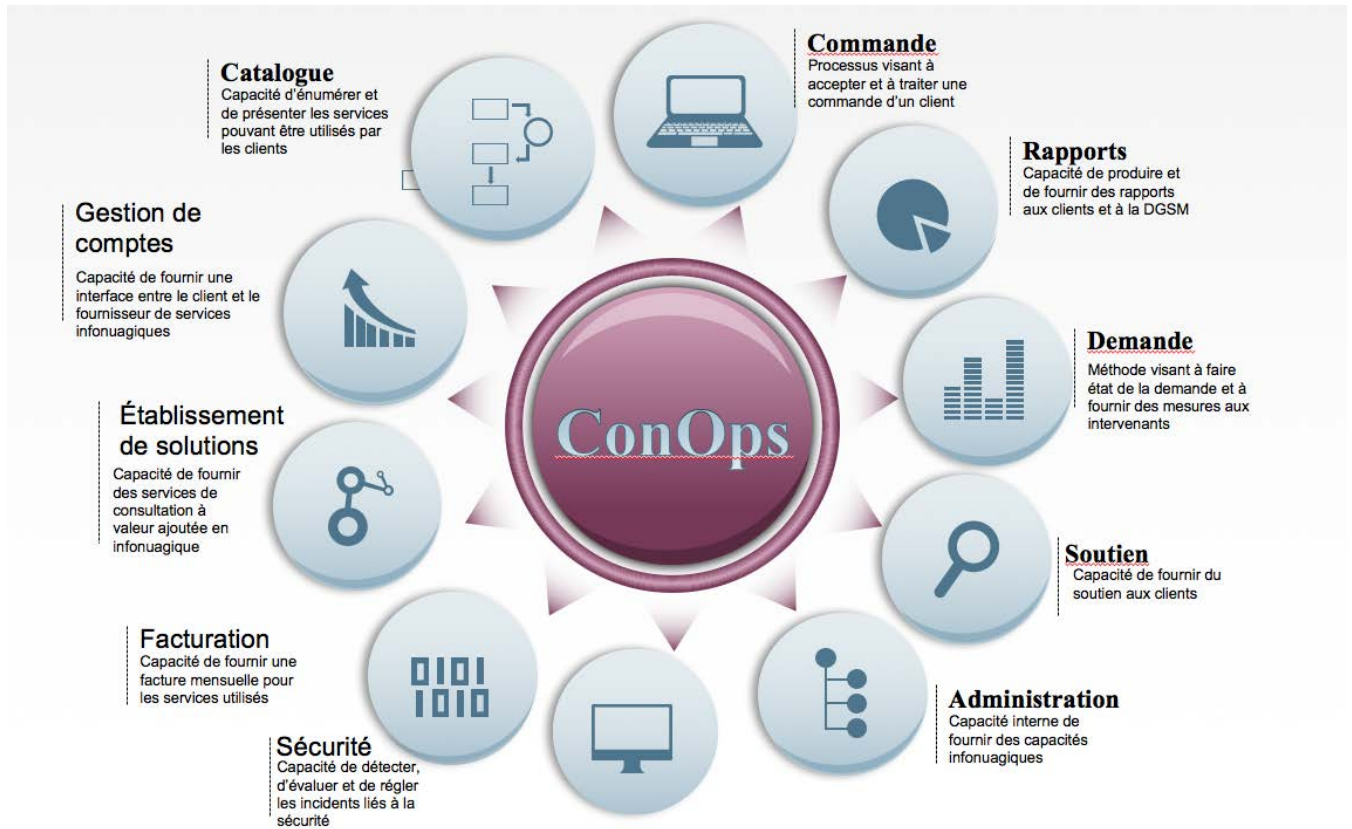 Commande
Processus visant à
accepter et à traiter une
commande d'un client
Catalogue
Capacité d'énumérer et
de présenter les services
pouvant être utilisés par
les clients
Rapports
Capacité de produire et
de fournir des rapports
aux clients et à la DGSM
Gestion de
comptes
Capacité de fournir une
interface entre le client et le
fournisseur de services
infonuagiques
Demande
Méthode visant à faire
état de la demande et à
fournir des mesures aux
intervenants
ConOps
Établissement
de solutions
Capacité de fournir
des services de
consultation à
valeur ajoutée en
infonuagique
Soutien
Capacité de fournir du
soutien aux clients
Facturation
Capacité de fournir une
facture mensuelle pour
les services utilisés
0101
1010
Administration
Capacité interne de
fournir des capacités
infonuagiques
Sécurité
Capacité de détecter,
d'évaluer et de régler
les incidents liés à la
sécurité